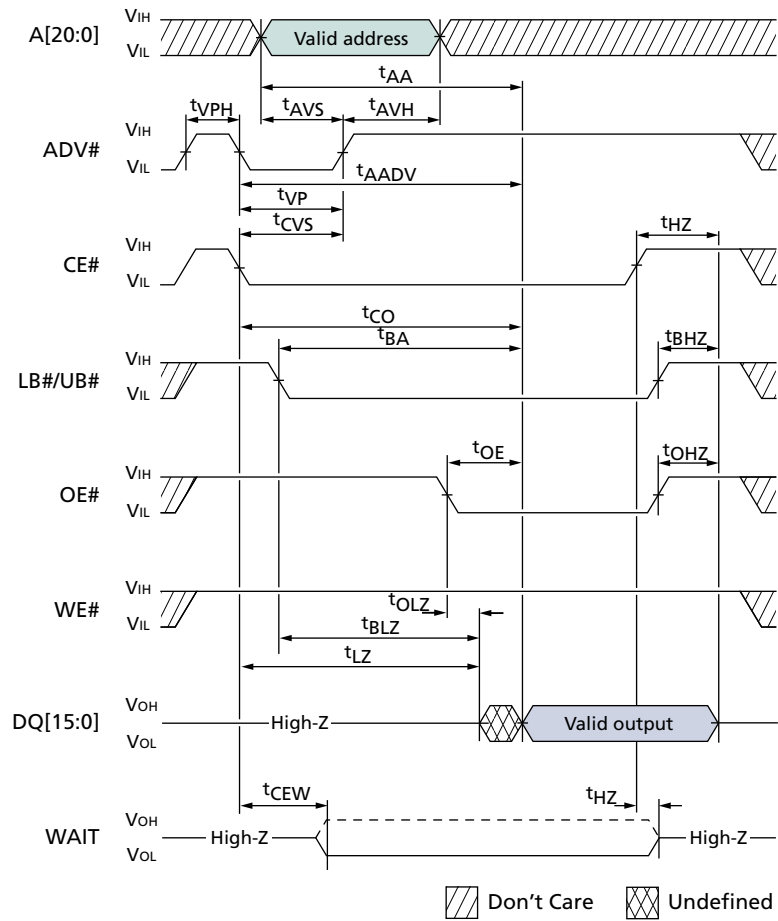 A[20:0]
VIH
VIL
Valid address
tAA
tVPH
tAVS
tAVH
ADV#
VIH
VIL
tAADV
tVP
tCVS
tHZ
CE#
VIH
VIL
tCO
tBA
tBHZ
LB#/UB#
VIH
VIL
tOE
tOHZ
OE#
VIH
VIL
WE#
VIH
VIL
tOLZ
tBLZ
tLZ
DQ[15:0]
VOH
VOL
High-Z
Valid output
tCEW
tHZ
WAIT
VOH
VOL
High-Z
High-Z
Don't Care
Undefined